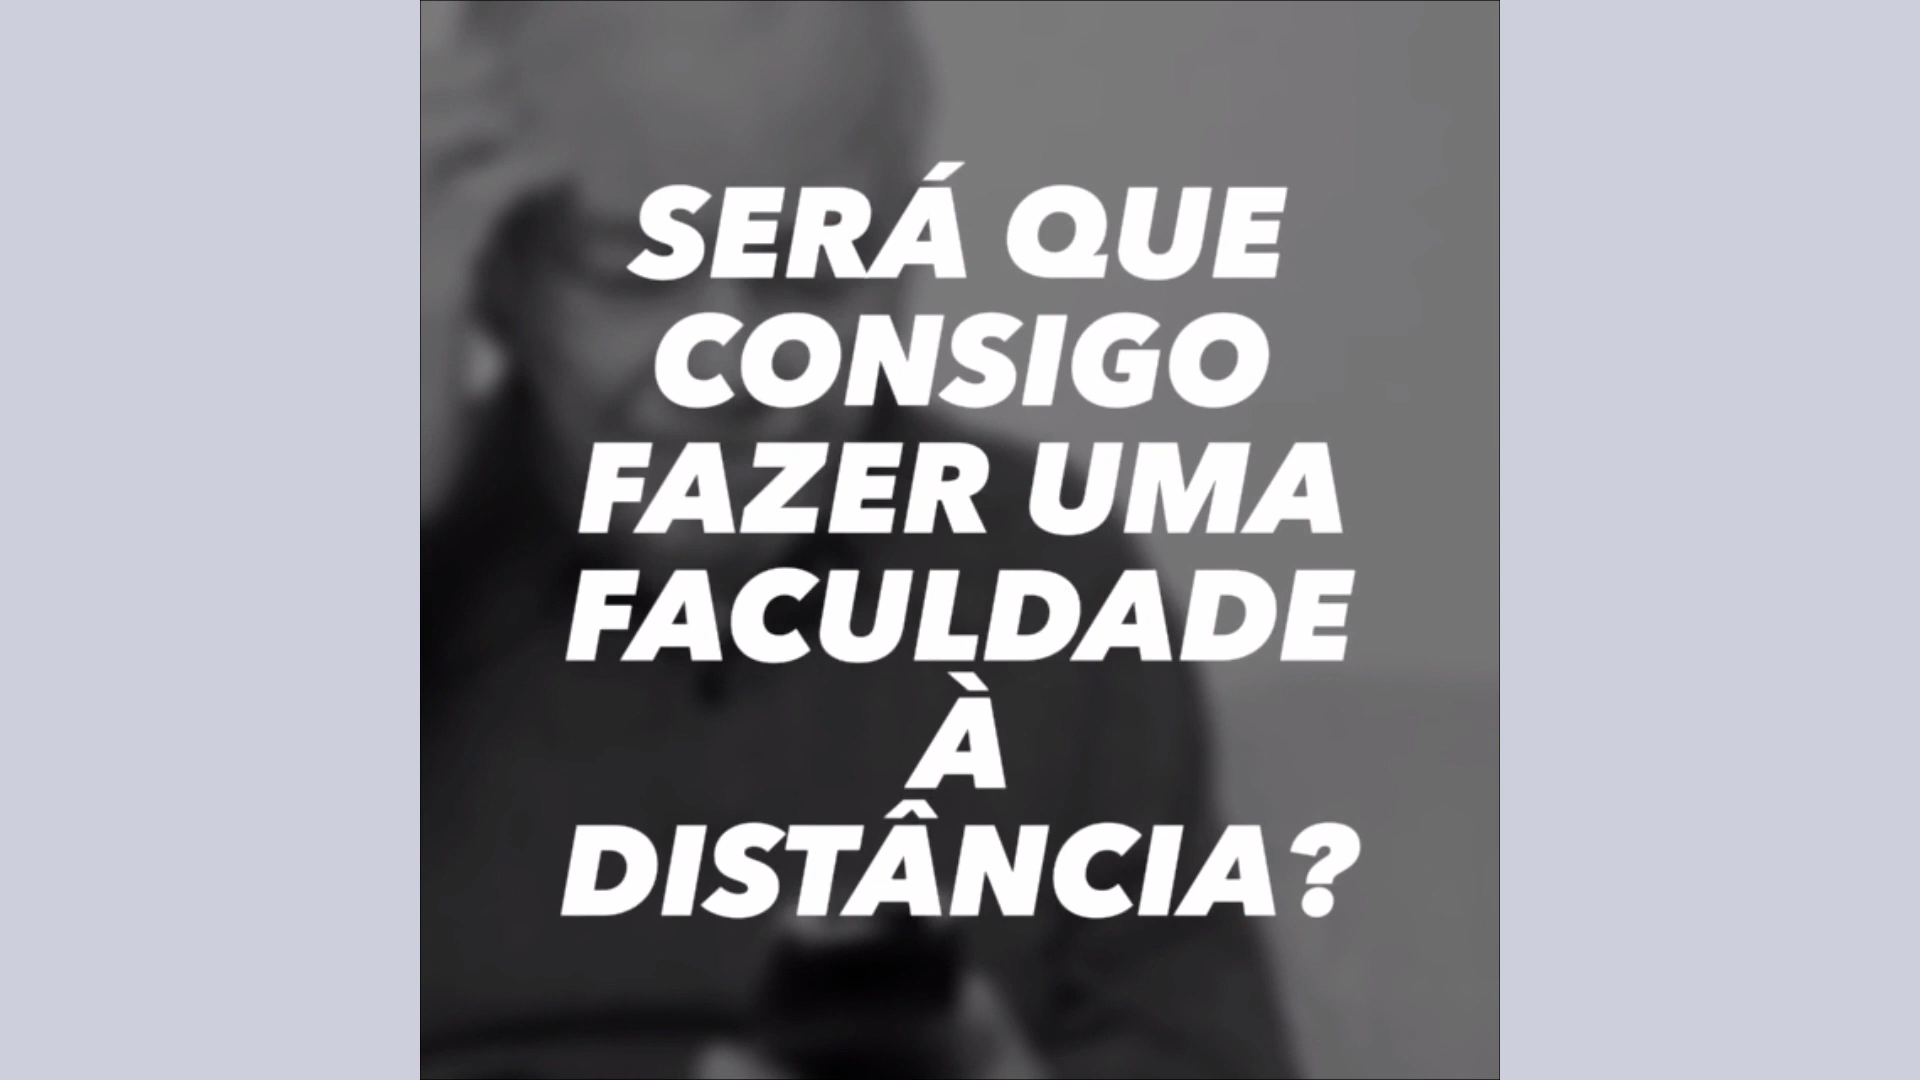 SERÁ QUE
CONSIGO
FAZER UMA
FACULDADE
À
DISTÂNCIA?